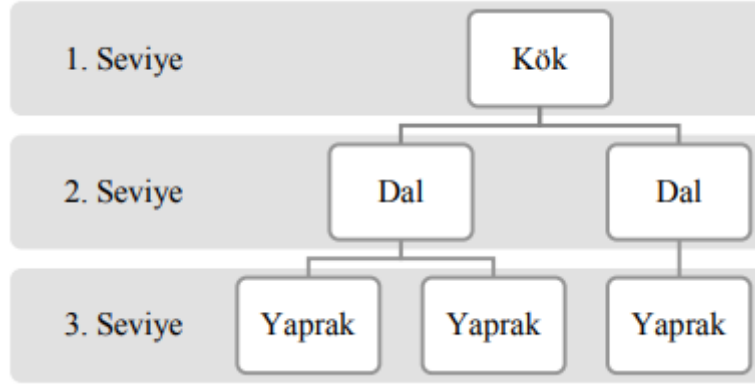 1. Seviye Kök
2. Seviye Dal Dal
3. Seviye Yaprak Yaprak Yaprak